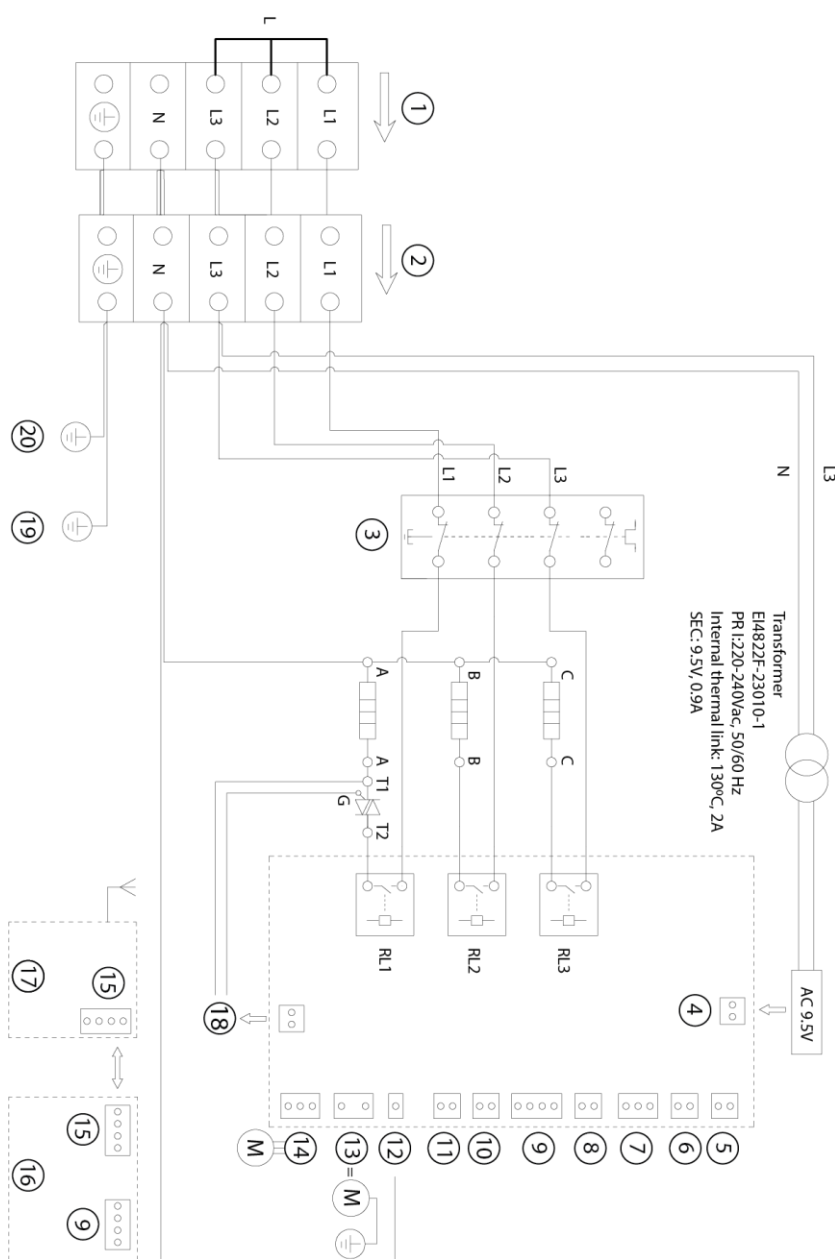 L3
N
AC 9.5V
Transformer
EI4822F-23010-1
PR I:220-240Vac, 50/60 Hz
Internal thermal link: 130ºC, 2A
SEC: 9.5V, 0.9A
L
1
L1
L2
L3
N
2
L1
L2
L3
N
L3
L2
L1
3
C
C
B
B
A
A
T1
T2
G
RL3
RL2
RL1
4
5
6
7
8
9
10
11
12
13
=
M
14
M
18
20
19
15
17
15
9
16